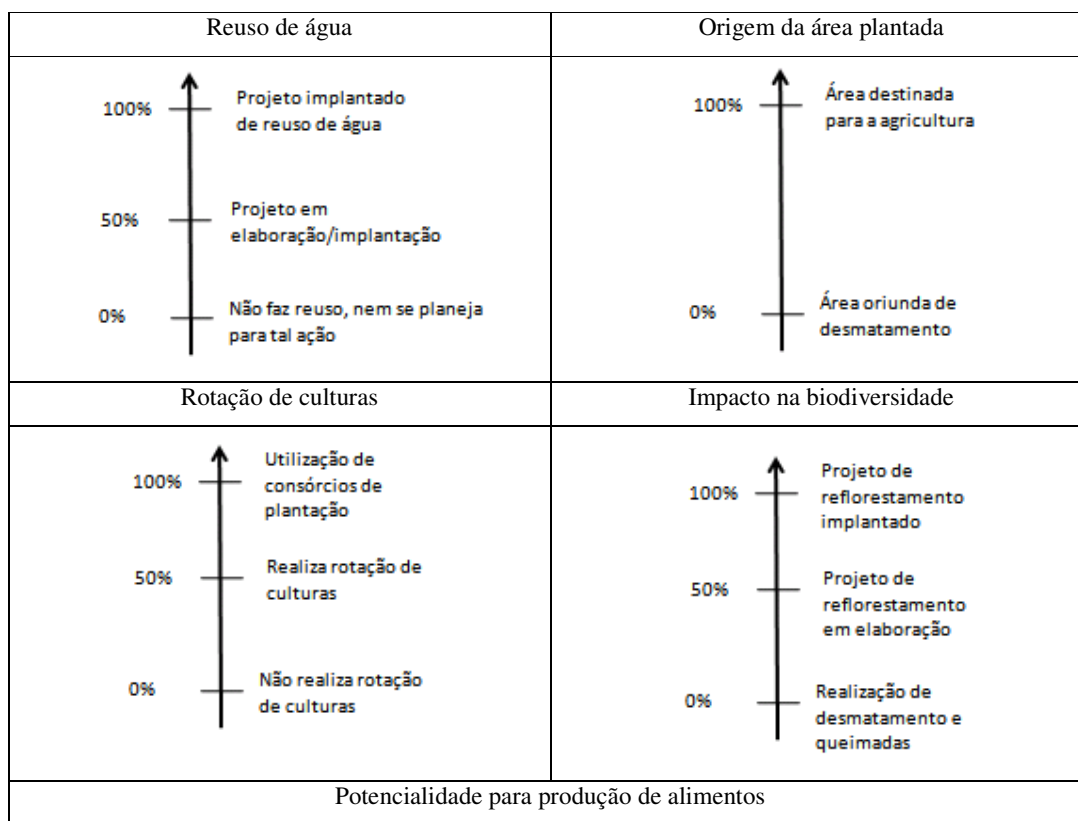 Reuso de água
100%
Projeto implantado
de reuso de água
50%
Projeto em
elaboração/implantação
0%
Não faz reuso, nem se planeja
para tal ação
Origem da área plantada
100%
Área destinada
para a agricultura
0%
Área oriunda de
desmatamento
Rotação de culturas
100%
Utilização de
consórcios de
plantação
50%
Realiza rotação de
culturas
0%
Não realiza rotação
de culturas
Impacto na biodiversidade
100%
Projeto de
reflorestamento
implantado
50%
Projeto de
reflorestamento
em elaboração
0%
Realização de
desmatamento e
queimadas
Potencialidade para produção de alimentos